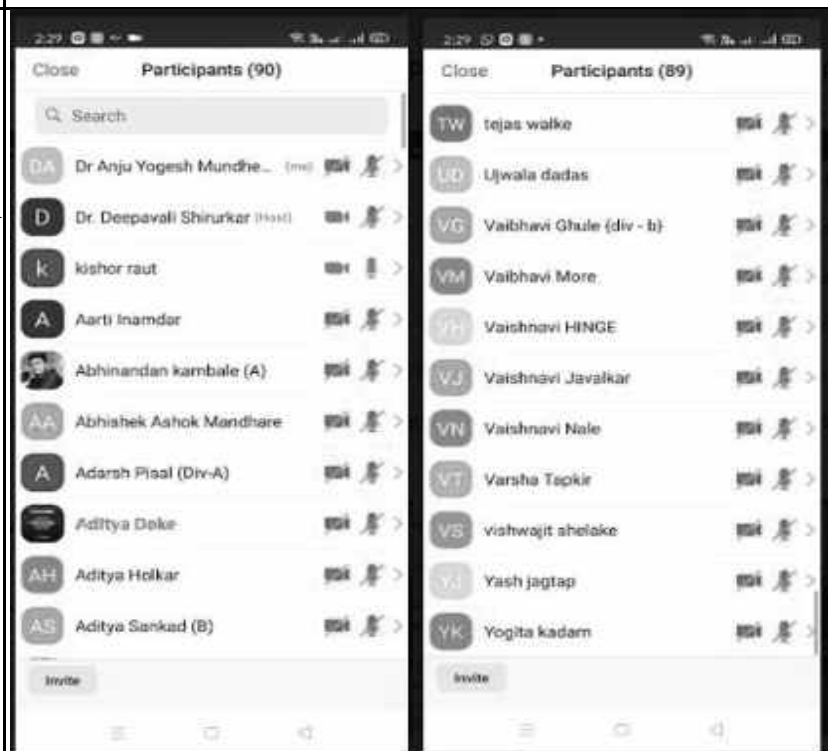 2:29
Close Participants (90)
Search
DA Dr Anju Yogesh Mundhe... (me)
D Dr. Deepavali Shirurkar (Host)
k kishor raut
A Aarti Inamdar
Abhinandan kambale (A)
AA Abhishek Ashok Mandhare
A Adarsh Pisal (Div-A)
Aditya Doke
AH Aditya Holkar
AS Aditya Sankad (B)
Invite
2:29
Close Participants (89)
TW tejas walke
UD Ujwala dadas
VG Vaibhavi Ghule (div - b)
VM Vaibhavi More
VH Vaishnavi HINGE
VJ Vaishnavi Javalkar
VN Vaishnavi Nale
VT Varsha Tapkir
VS vishwajit shelake
YJ Yash jagtap
YK Yogita kadam
Invite